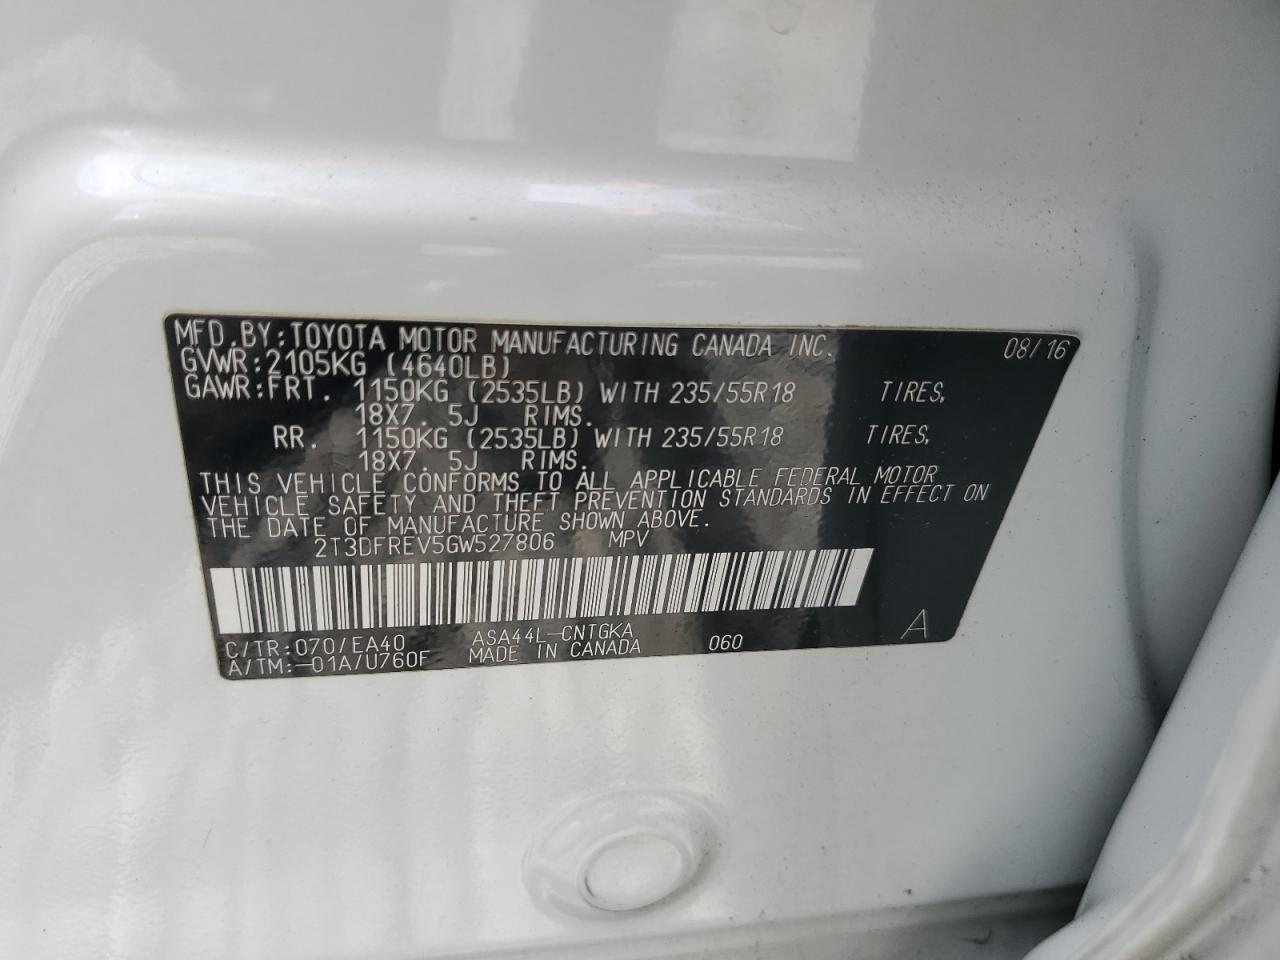 MFD.BY:TOYOTA MOTOR MANUFACTURING CANADA INC. 08/16
GVWR:2105KG (4640LB)
GAWR:FRT. 1150KG (2535LB) WITH 235/55R18 TIRES,
18X7. 5J RIMS.
RR. 1150KG (2535LB) WITH 235/55R18 TIRES,
18X7. 5J RIMS.
THIS VEHICLE CONFORMS TO ALL APPLICABLE FEDERAL MOTOR
VEHICLE SAFETY AND THEFT PREVENTION STANDARDS IN EFFECT ON
THE DATE OF MANUFACTURE SHOWN ABOVE.
2T3DFREV5GW527806 MPV
C/TR:070/EA40 ASA44L-CNTGKA 060 A
A/TM:-01A/U760F MADE IN CANADA